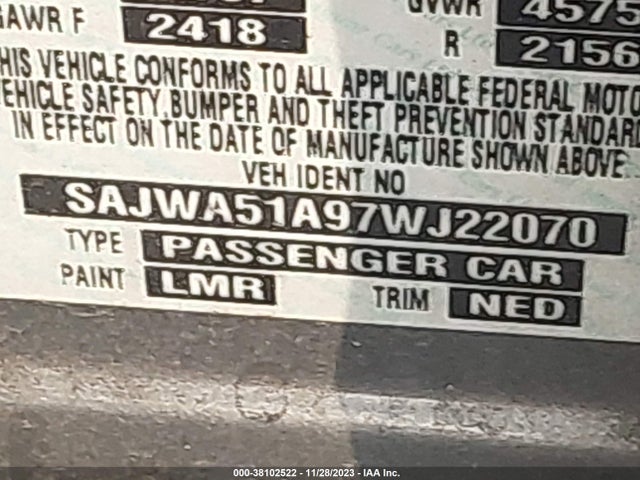 GAWR F 2418 GVWR 4575
R 2156
THIS VEHICLE CONFORMS TO ALL APPLICABLE FEDERAL MOTO
VEHICLE SAFETY, BUMPER AND THEFT PREVENTION STANDARD
IN EFFECT ON THE DATE OF MANUFACTURE SHOWN ABOVE
VEH IDENT NO
SAJWA51A97WJ22070
TYPE PASSENGER CAR
PAINT LMR TRIM NED
000-38102522 - 11/28/2023 - IAA Inc.